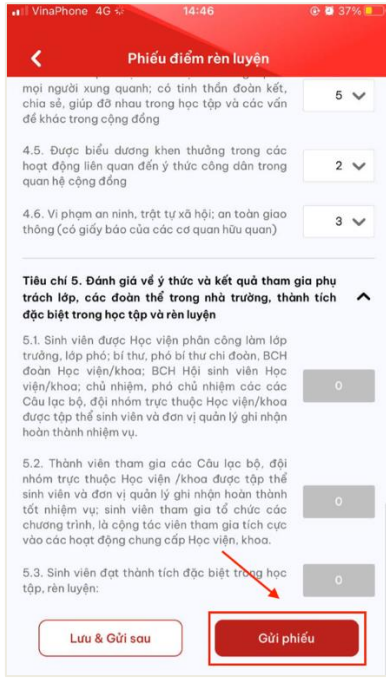 VinaPhone 4G 14:46 37%
Phiếu điểm rèn luyện
mọi người xung quanh; có tinh thần đoàn kết,
chia sẻ, giúp đỡ nhau trong học tập và các vấn
đề khác trong cộng đồng
5
4.5. Được biểu dương khen thưởng trong các
hoạt động liên quan đến ý thức công dân trong
quan hệ cộng đồng
2
4.6. Vi phạm an ninh, trật tự xã hội; an toàn giao
thông (có giấy báo của các cơ quan hữu quan)
3
Tiêu chí 5. Đánh giá về ý thức và kết quả tham gia phụ
trách lớp, các đoàn thể trong nhà trường, thành tích
đặc biệt trong học tập và rèn luyện
5.1. Sinh viên được Học viện phân công làm lớp
trưởng, lớp phó; bí thư, phó bí thư chi đoàn, BCH
đoàn Học viện/khoa; BCH Hội sinh viên Học
viện/khoa; chủ nhiệm, phó chủ nhiệm các các
Câu lạc bộ, đội nhóm trực thuộc Học viện/khoa
được tập thể sinh viên và đơn vị quản lý ghi nhận
hoàn thành nhiệm vụ.
0
5.2. Thành viên tham gia các Câu lạc bộ, đội
nhóm trực thuộc Học viện /khoa được tập thể
sinh viên và đơn vị quản lý ghi nhận hoàn thành
tốt nhiệm vụ; sinh viên tham gia tổ chức các
chương trình, là cộng tác viên tham gia tích cực
vào các hoạt động chung cấp Học viện, khoa.
0
5.3. Sinh viên đạt thành tích đặc biệt trong học
tập, rèn luyện:
0
Lưu & Gửi sau
Gửi phiếu